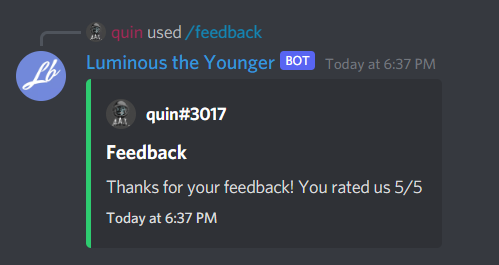 quin used /feedback
Lb
Luminous the Younger BOT Today at 6:37 PM
quin#3017
Feedback
Thanks for your feedback! You rated us 5/5
Today at 6:37 PM